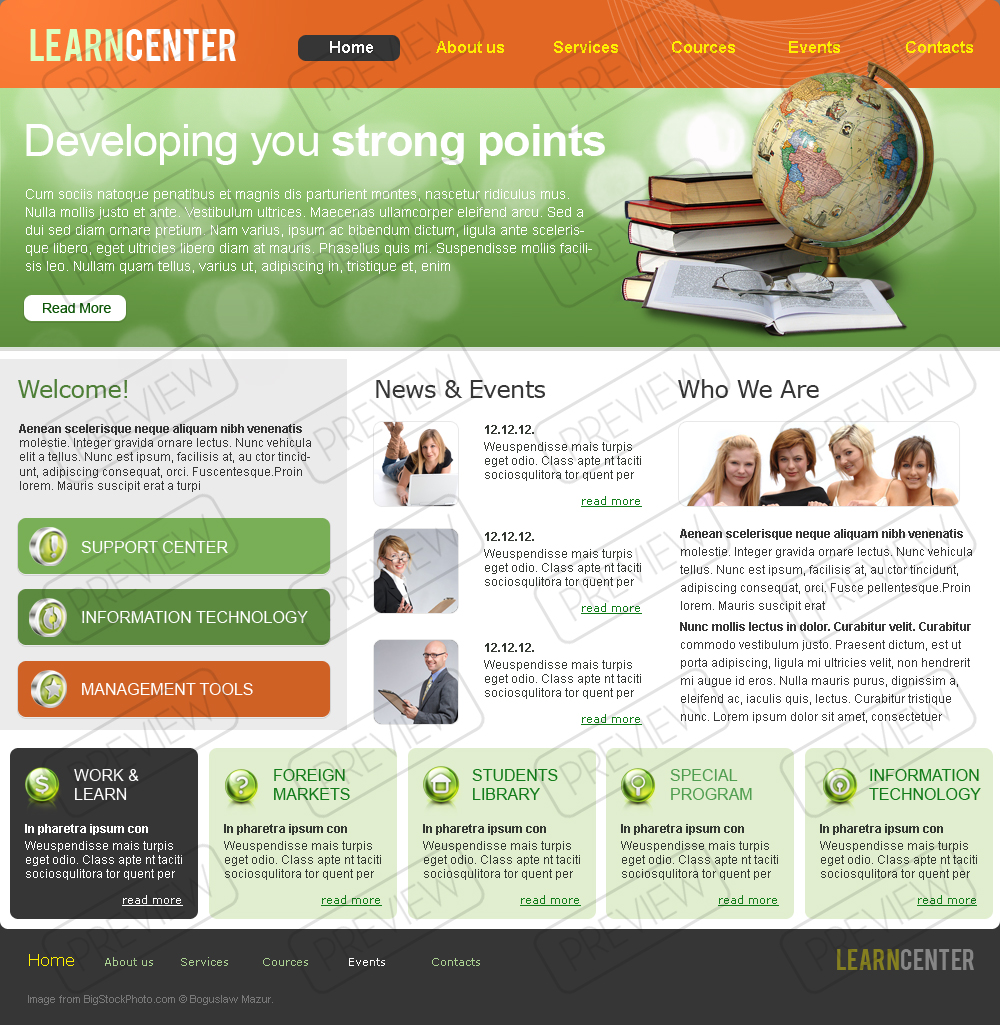 LEARNCENTER
Home About us Services Cources Events Contacts
Developing you strong points
Cum sociis natoque penatibus et magnis dis parturient montes, nascetur ridiculus mus.
Nulla mollis justo et ante. Vestibulum ultrices. Maecenas ullamcorper eleifend arcu. Sed a
dui sed diam ornare pretium. Nam varius, ipsum ac bibendum dictum, ligula ante sceleris-
que libero, eget ultricies libero diam at mauris. Phasellus quis mi. Suspendisse mollis facili-
sis leo. Nullam quam tellus, varius ut, adipiscing in, tristique et, enim
Read More
Welcome!
Aenean scelerisque neque aliquam nibh venenatis
molestie. Integer gravida ornare lectus. Nunc vehicula
elit a tellus. Nunc est ipsum, facilisis at, au ctor tincid-
unt, adipiscing consequat, orci. Fuscentesque.Proin
lorem. Mauris suscipit erat a turpi
SUPPORT CENTER
INFORMATION TECHNOLOGY
MANAGEMENT TOOLS
News & Events
12.12.12.
Weuspendisse mais turpis
eget odio. Class apte nt taciti
sociosqulitora tor quent per
read more
12.12.12.
Weuspendisse mais turpis
eget odio. Class apte nt taciti
sociosqulitora tor quent per
read more
12.12.12.
Weuspendisse mais turpis
eget odio. Class apte nt taciti
sociosqulitora tor quent per
read more
Who We Are
Aenean scelerisque neque aliquam nibh venenatis
molestie. Integer gravida ornare lectus. Nunc vehicula
tellus. Nunc est ipsum, facilisis at, au ctor tincidunt,
adipiscing consequat, orci. Fusce pellentesque.Proin
lorem. Mauris suscipit erat
Nunc mollis lectus in dolor. Curabitur velit. Curabitur
commodo vestibulum justo. Praesent dictum, est ut
porta adipiscing, ligula mi ultricies velit, non hendrerit
mi augue id eros. Nulla mauris purus, dignissim a,
eleifend ac, iaculis quis, lectus. Curabitur tristique
nunc. Lorem ipsum dolor sit amet, consectetuer
WORK &
LEARN
In pharetra ipsum con
Weuspendisse mais turpis
eget odio. Class apte nt taciti
sociosqulitora tor quent per
read more
FOREIGN
MARKETS
In pharetra ipsum con
Weuspendisse mais turpis
eget odio. Class apte nt taciti
sociosqulitora tor quent per
read more
STUDENTS
LIBRARY
In pharetra ipsum con
Weuspendisse mais turpis
eget odio. Class apte nt taciti
sociosqulitora tor quent per
read more
SPECIAL
PROGRAM
In pharetra ipsum con
Weuspendisse mais turpis
eget odio. Class apte nt taciti
sociosqulitora tor quent per
read more
INFORMATION
TECHNOLOGY
In pharetra ipsum con
Weuspendisse mais turpis
eget odio. Class apte nt taciti
sociosqulitora tor quent per
read more
Home About us Services Cources Events Contacts
LEARNCENTER
Image from BigStockPhoto.com © Boguslaw Mazur.
PREVIEW